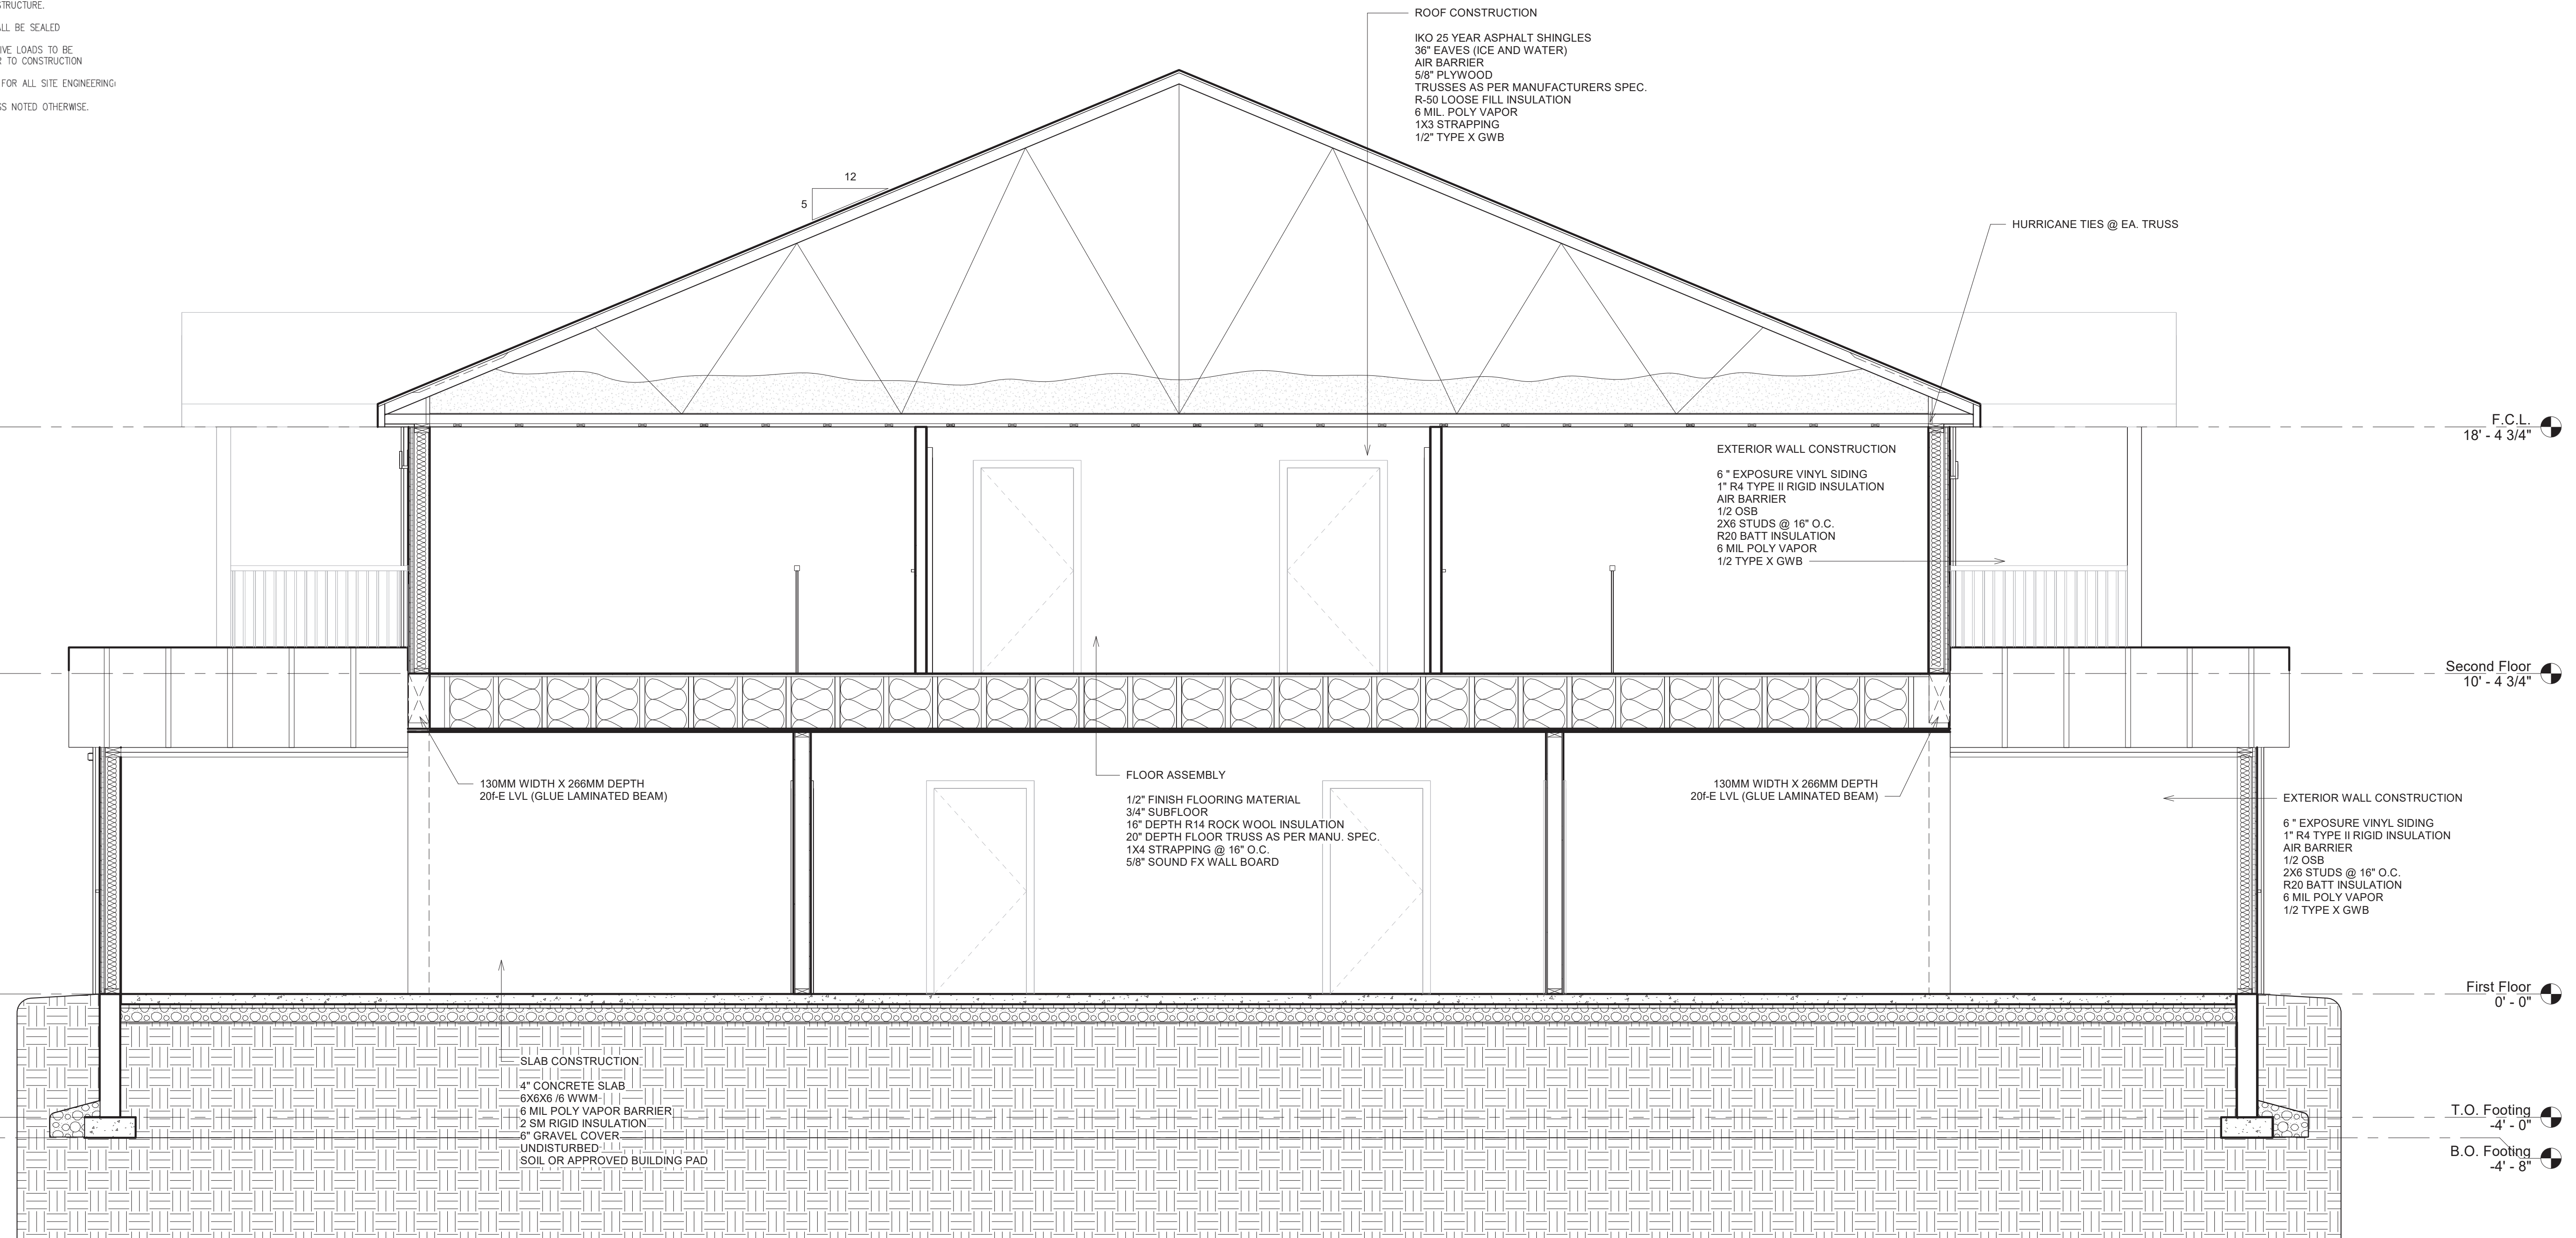 STRUCTURE.
ALL BE SEALED
IVE LOADS TO BE
R TO CONSTRUCTION
FOR ALL SITE ENGINEERING
SS NOTED OTHERWISE.
ROOF CONSTRUCTION
IKO 25 YEAR ASPHALT SHINGLES
36" EAVES (ICE AND WATER)
AIR BARRIER
5/8" PLYWOOD
TRUSSES AS PER MANUFACTURERS SPEC.
R-50 LOOSE FILL INSULATION
6 MIL. POLY VAPOR
1X3 STRAPPING
1/2" TYPE X GWB
12
5
HURRICANE TIES @ EA. TRUSS
F.C.L.
18' - 4 3/4"
EXTERIOR WALL CONSTRUCTION
6 " EXPOSURE VINYL SIDING
1" R4 TYPE II RIGID INSULATION
AIR BARRIER
1/2 OSB
2X6 STUDS @ 16" O.C.
R20 BATT INSULATION
6 MIL POLY VAPOR
1/2 TYPE X GWB
Second Floor
10' - 4 3/4"
130MM WIDTH X 266MM DEPTH
20f-E LVL (GLUE LAMINATED BEAM)
FLOOR ASSEMBLY
1/2" FINISH FLOORING MATERIAL
3/4" SUBFLOOR
16" DEPTH R14 ROCK WOOL INSULATION
20" DEPTH FLOOR TRUSS AS PER MANU. SPEC.
1X4 STRAPPING @ 16" O.C.
5/8" SOUND FX WALL BOARD
130MM WIDTH X 266MM DEPTH
20f-E LVL (GLUE LAMINATED BEAM)
EXTERIOR WALL CONSTRUCTION
6 " EXPOSURE VINYL SIDING
1" R4 TYPE II RIGID INSULATION
AIR BARRIER
1/2 OSB
2X6 STUDS @ 16" O.C.
R20 BATT INSULATION
6 MIL POLY VAPOR
1/2 TYPE X GWB
First Floor
0' - 0"
SLAB CONSTRUCTION
4" CONCRETE SLAB
6X6X6 /6 WWM
6 MIL POLY VAPOR BARRIER
2 SM RIGID INSULATION
6" GRAVEL COVER
UNDISTURBED
SOIL OR APPROVED BUILDING PAD
T.O. Footing
-4' - 0"
B.O. Footing
-4' - 8"